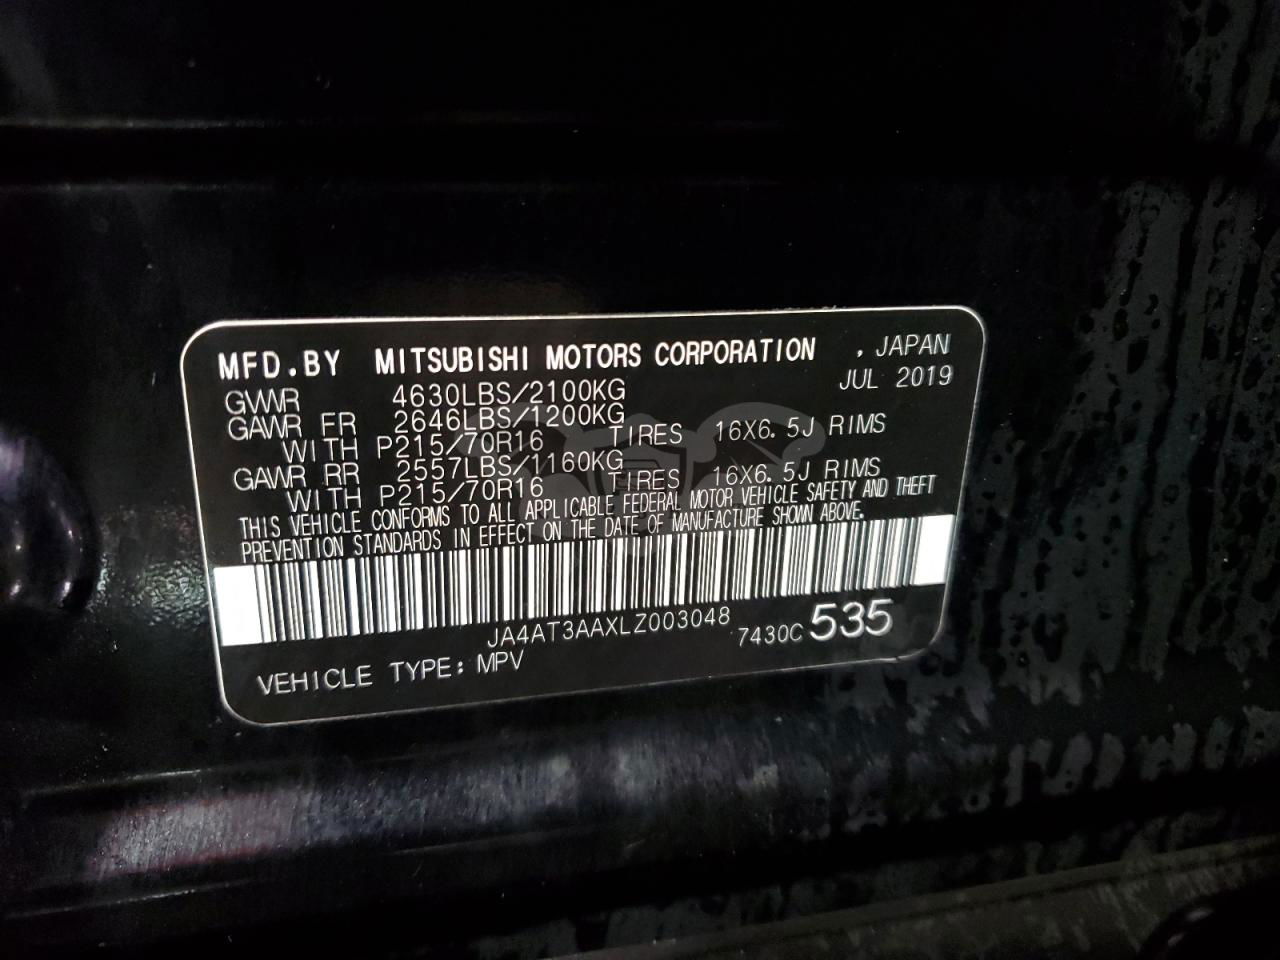 MFD.BY MITSUBISHI MOTORS CORPORATION , JAPAN
JUL 2019
GVWR 4630LBS/2100KG
GAWR FR 2646LBS/1200KG
WITH P215/70R16 TIRES 16X6.5J RIMS
GAWR RR 2557LBS/1160KG
WITH P215/70R16 TIRES 16X6.5J RIMS
THIS VEHICLE CONFORMS TO ALL APPLICABLE FEDERAL MOTOR VEHICLE SAFETY AND THEFT
PREVENTION STANDARDS IN EFFECT ON THE DATE OF MANUFACTURE SHOWN ABOVE.
JA4AT3AAXLZ003048 7430C 535
VEHICLE TYPE: MPV